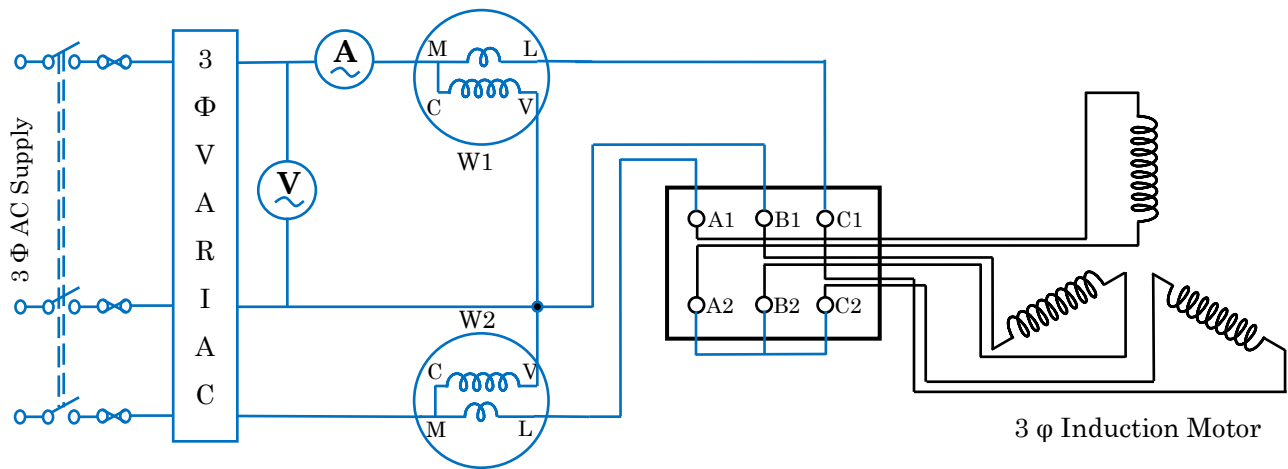 3 Φ AC Supply
3
Φ
V
A
R
I
A
C
A
V
M L
C V
W1
W2
C V
M L
A1 B1 C1
A2 B2 C2
3 φ Induction Motor